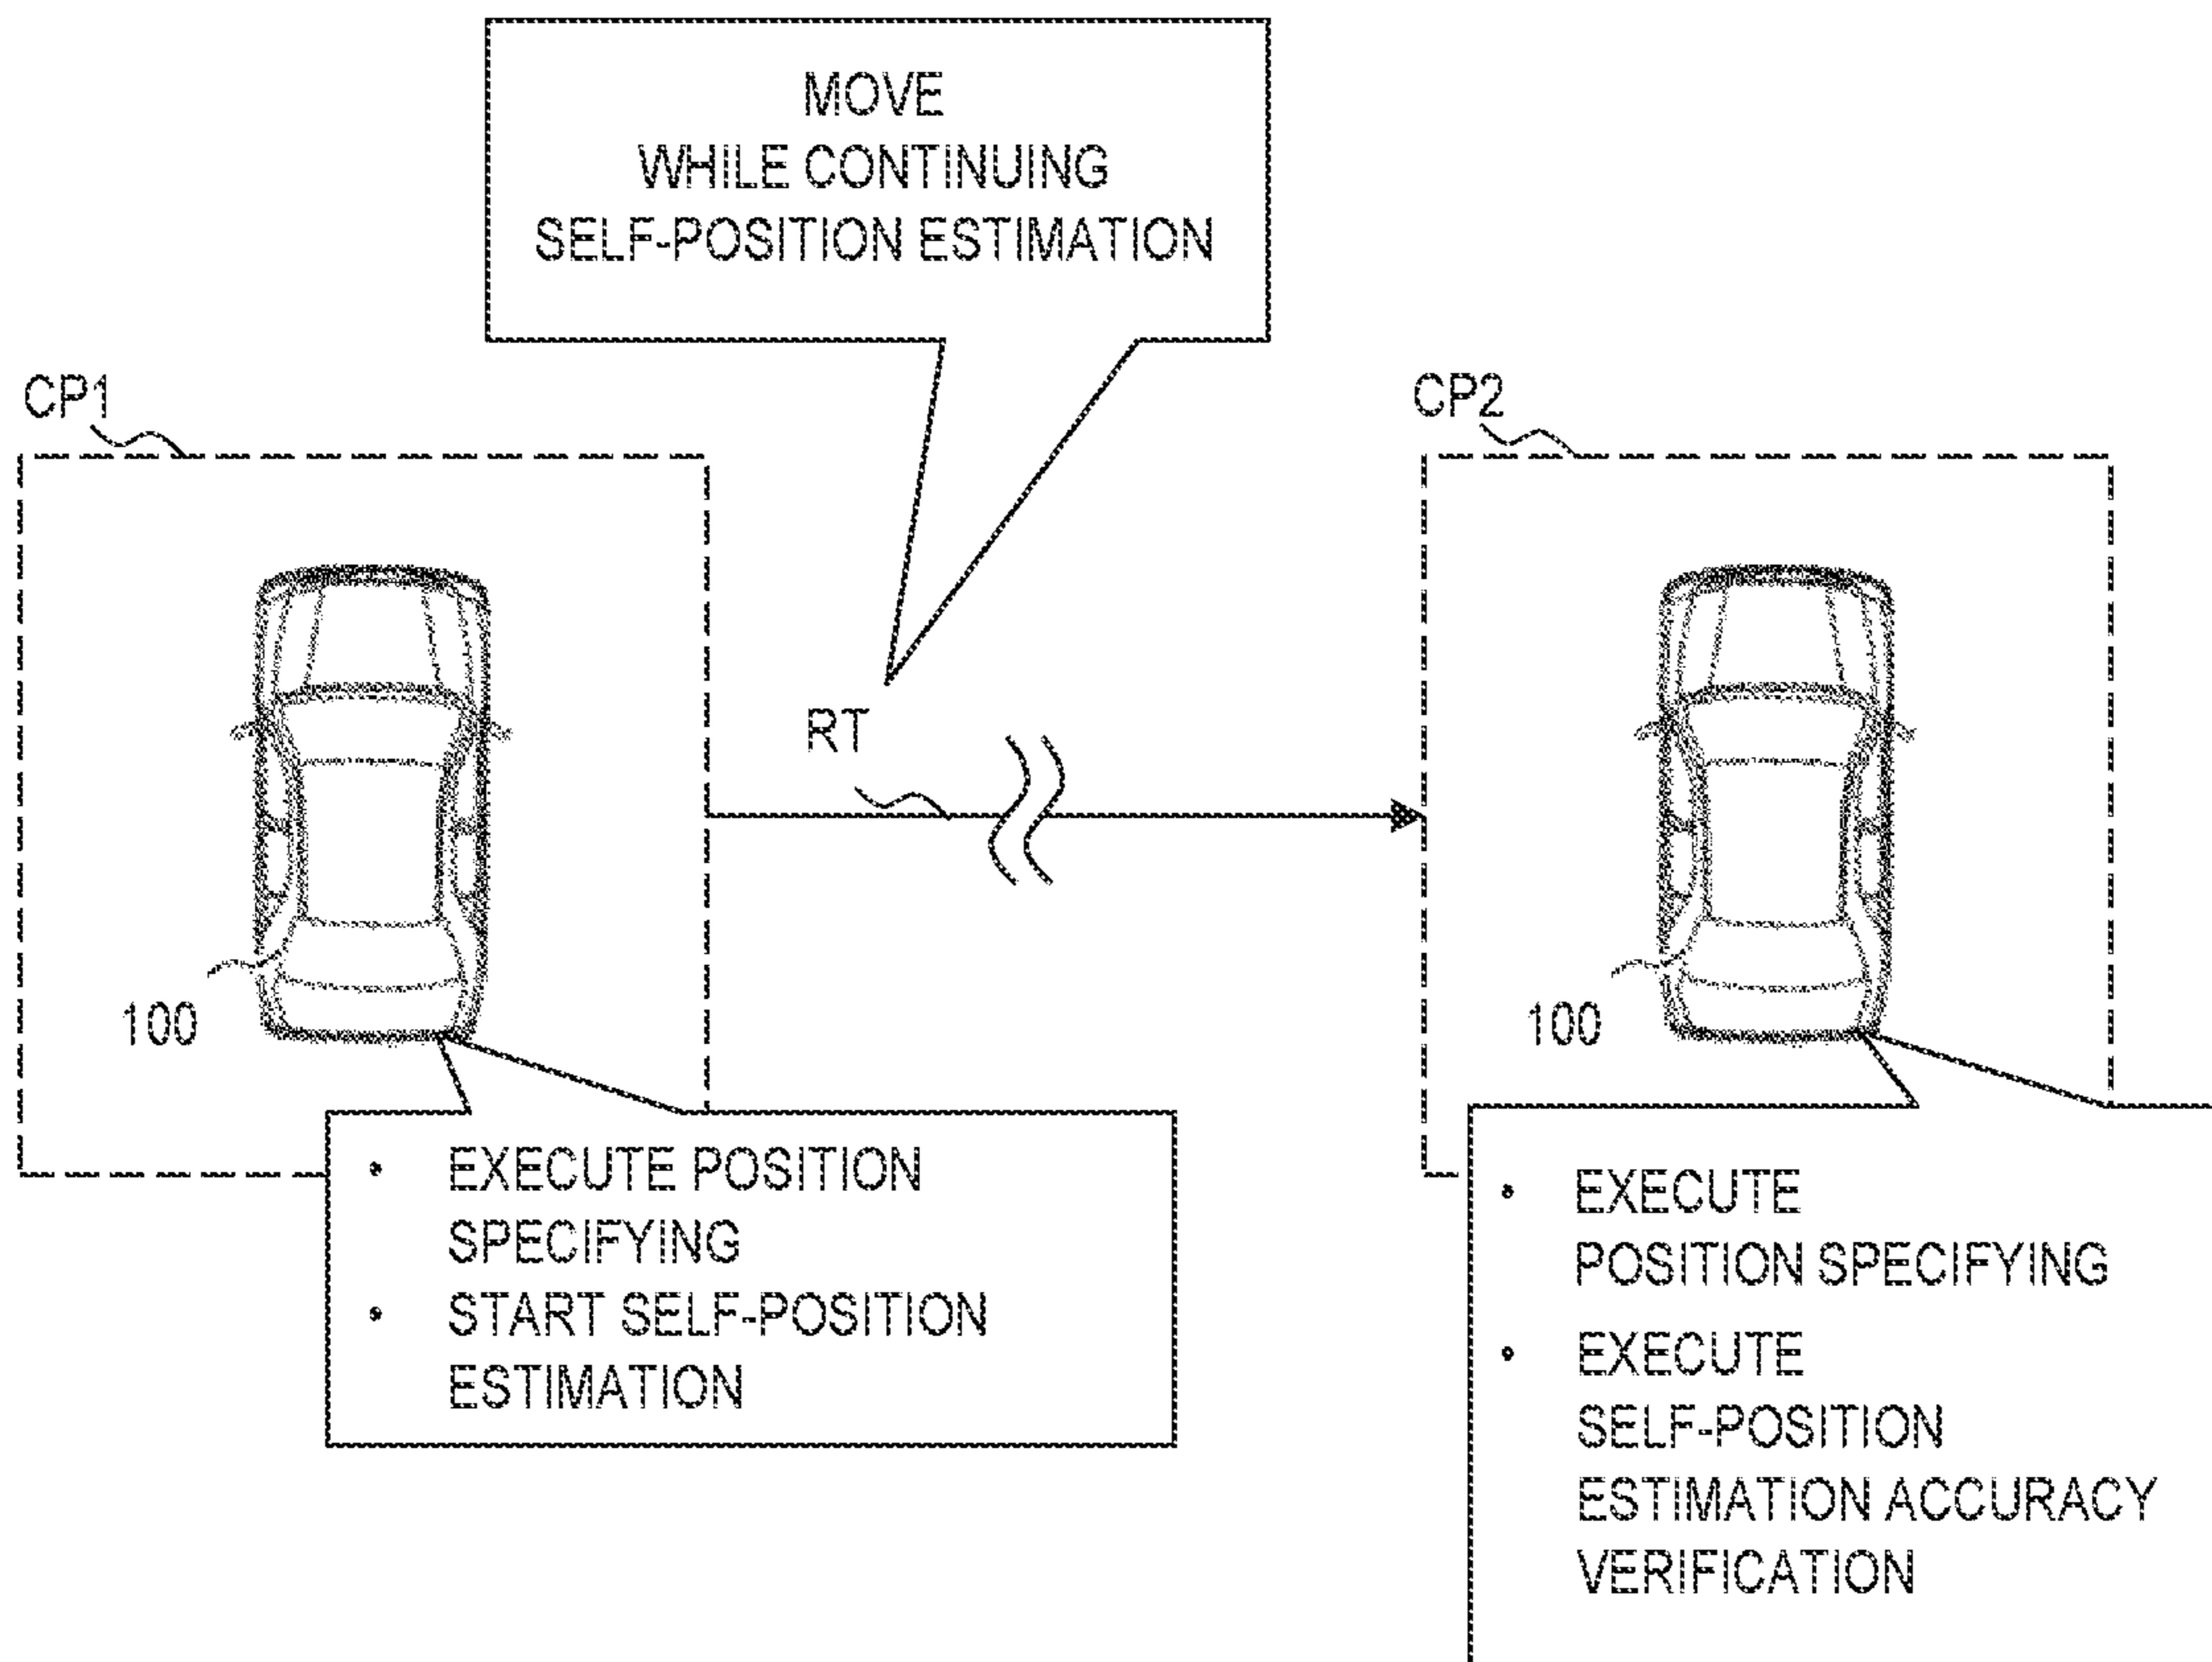 MOVE
WHILE CONTINUING
SELF-POSITION ESTIMATION
CP1
CP2
RT
100
100
• EXECUTE POSITION
SPECIFYING
• START SELF-POSITION
ESTIMATION
• EXECUTE
POSITION SPECIFYING
• EXECUTE
SELF-POSITION
ESTIMATION ACCURACY
VERIFICATION